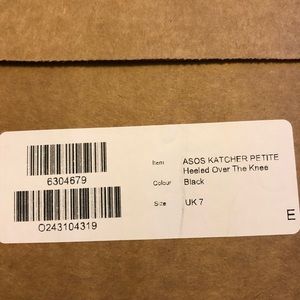 Item ASOS KATCHER PETITE
Heeled Over The Knee
6304679
Colour Black
Size UK 7
O243104319
E